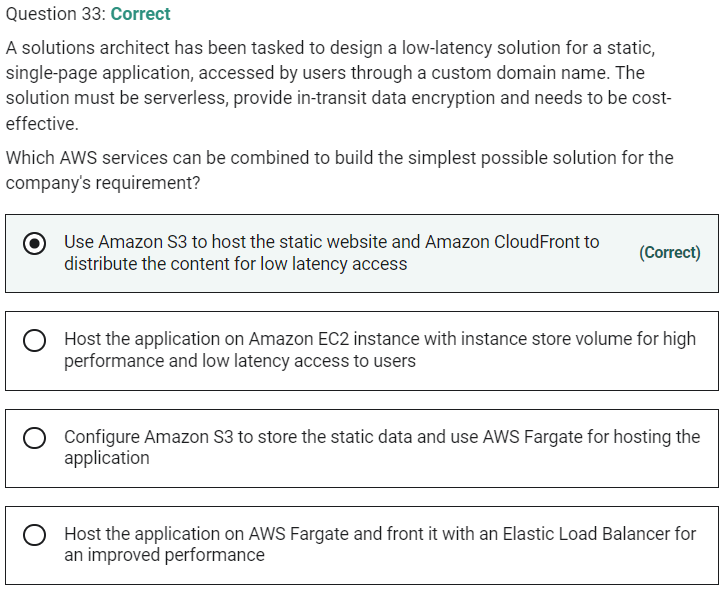 Question 33: Correct
A solutions architect has been tasked to design a low-latency solution for a static,
single-page application, accessed by users through a custom domain name. The
solution must be serverless, provide in-transit data encryption and needs to be cost-
effective.
Which AWS services can be combined to build the simplest possible solution for the
company's requirement?
Use Amazon S3 to host the static website and Amazon CloudFront to
distribute the content for low latency access
(Correct)
Host the application on Amazon EC2 instance with instance store volume for high
performance and low latency access to users
Configure Amazon S3 to store the static data and use AWS Fargate for hosting the
application
Host the application on AWS Fargate and front it with an Elastic Load Balancer for
an improved performance